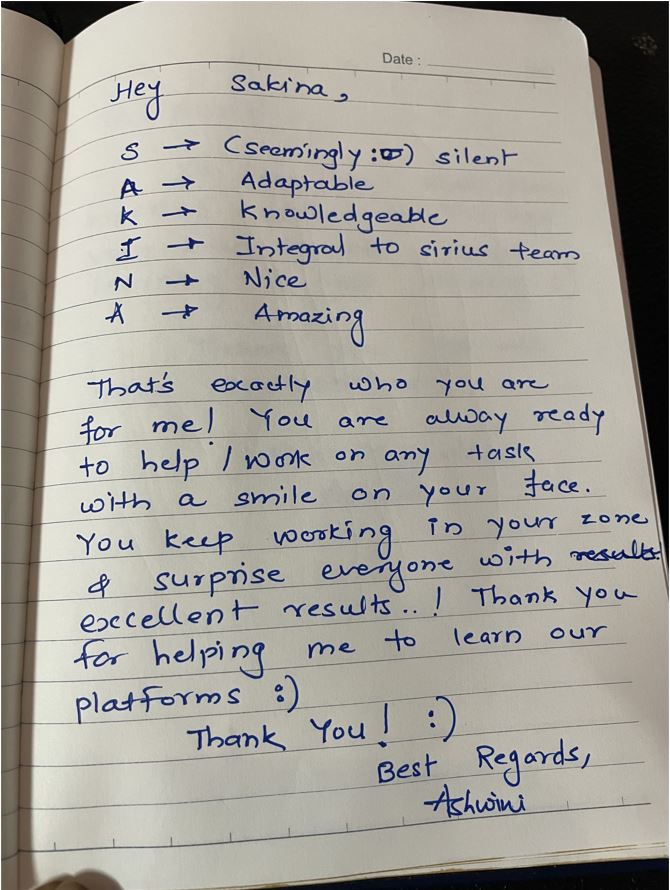 Date :
Hey Sakina,
S → (seemingly :) silent
A → Adaptable
K → Knowledgeable
I → Integral to sirius team
N → Nice
A → Amazing
That's exactly who you are
for me! You are alway ready
to help / work on any task
with a smile on your face.
You keep working in your zone
& surprise everyone with results
excellent results..! Thank you
for helping me to learn our
platforms :)
Thank You! :)
Best Regards,
Ashwini